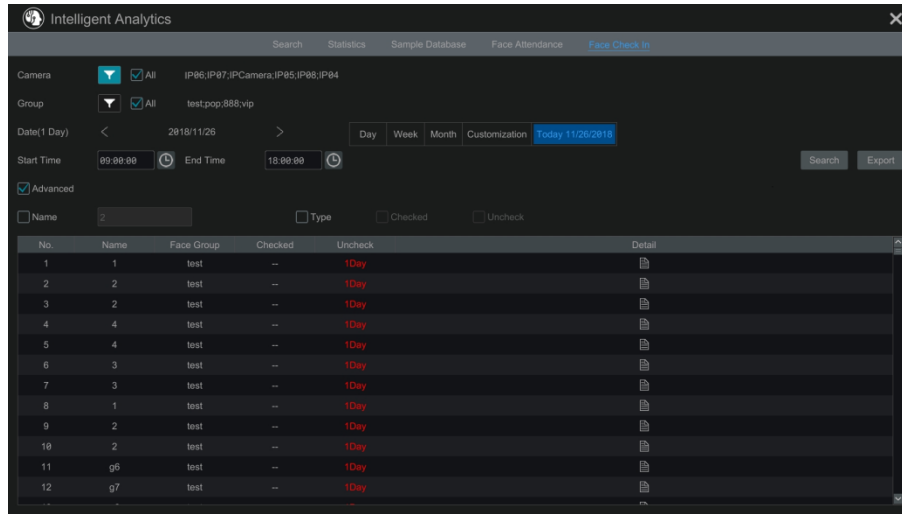 Intelligent Analytics
Search Statistics Sample Database Face Attendance Face Check In
Camera All IP06;IP07;IPCamera;IP05;IP08;IP04
Group All test;pop;888;vip
Date(1 Day) < 2018/11/26 > Day Week Month Customization Today 11/26/2018
Start Time 09:00:00 End Time 18:00:00 Search Export
Advanced
Name 2 Type Checked Uncheck
No. Name Face Group Checked Uncheck Detail
1 1 test -- 1Day
2 2 test -- 1Day
3 2 test -- 1Day
4 4 test -- 1Day
5 4 test -- 1Day
6 3 test -- 1Day
7 3 test -- 1Day
8 1 test -- 1Day
9 2 test -- 1Day
10 2 test -- 1Day
11 g6 test -- 1Day
12 g7 test -- 1Day